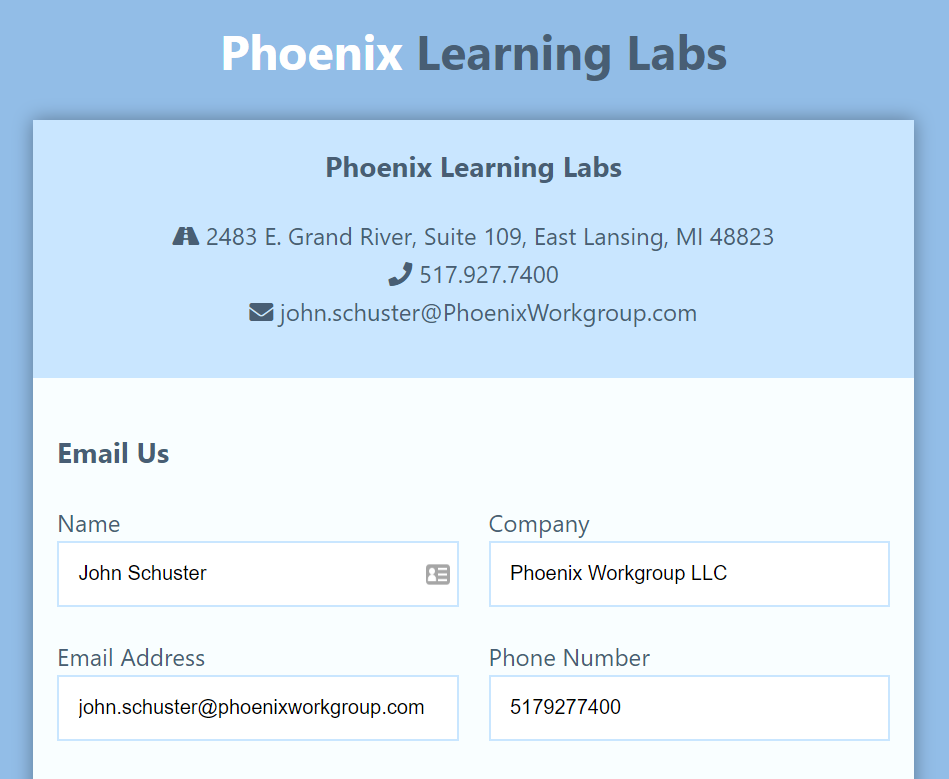 Phoenix Learning Labs
Phoenix Learning Labs
2483 E. Grand River, Suite 109, East Lansing, MI 48823
517.927.7400
john.schuster@PhoenixWorkgroup.com
Email Us
Name
Company
John Schuster
Phoenix Workgroup LLC
Email Address
Phone Number
john.schuster@phoenixworkgroup.com
5179277400